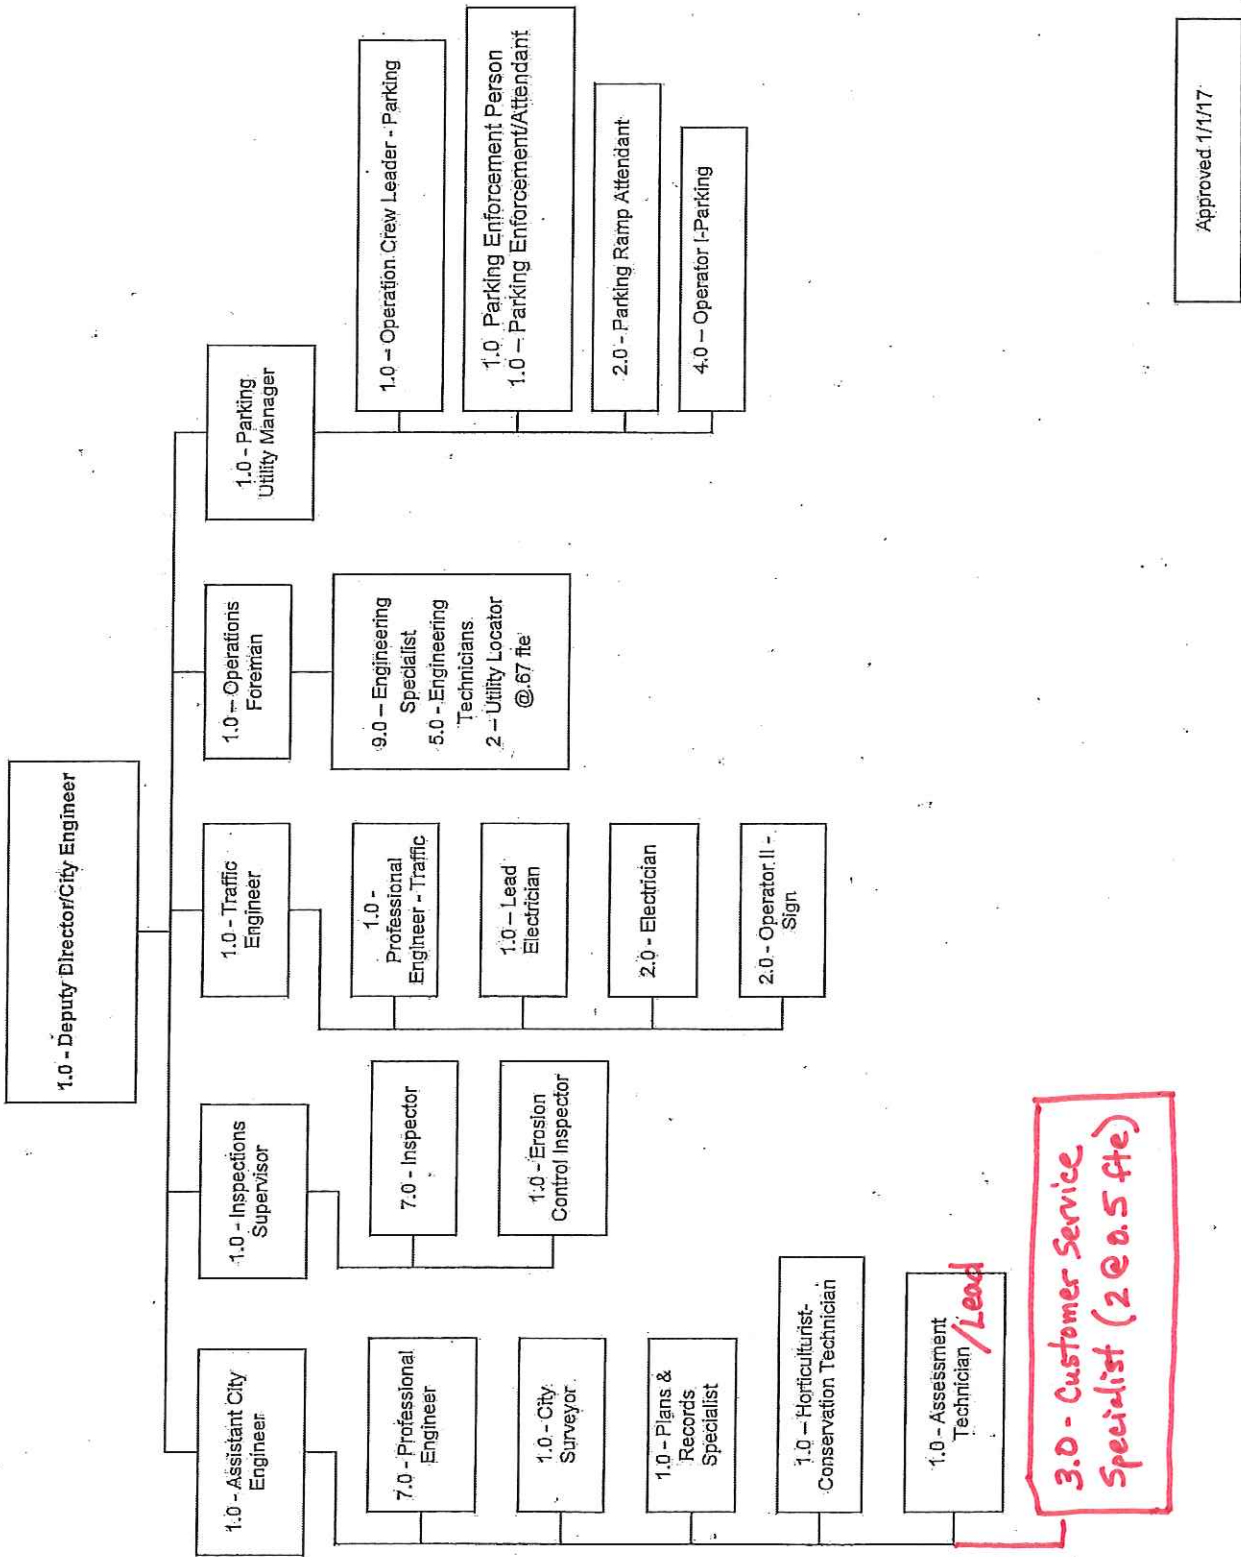 1.0 - Deputy Director/City Engineer
1.0 - Assistant City
Engineer
7.0 - Professional
Engineer
1.0 - City
Surveyor
1.0 - Plans &
Records
Specialist
1.0 – Horticulturist-
Conservation Technician
1.0 - Assessment
Technician /Lead
3.0 - Customer Service
Specialist (2 @ 0.5 fte)
1.0 - Inspections
Supervisor
7.0 - Inspector
1.0 - Erosion
Control Inspector
1.0 - Traffic
Engineer
1.0 -
Professional
Engineer - Traffic
1.0 – Lead
Electrician
2.0 - Electrician
2.0 - Operator II -
Sign
1.0 – Operations
Foreman
9.0 – Engineering
Specialist
5.0 - Engineering
Technicians
2 – Utility Locator
@.67 fte
1.0 - Parking
Utility Manager
1.0 – Operation Crew Leader - Parking
1.0 Parking Enforcement Person
1.0 – Parking Enforcement/Attendant
2.0 - Parking Ramp Attendant
4.0 – Operator I-Parking
Approved 1/1/17